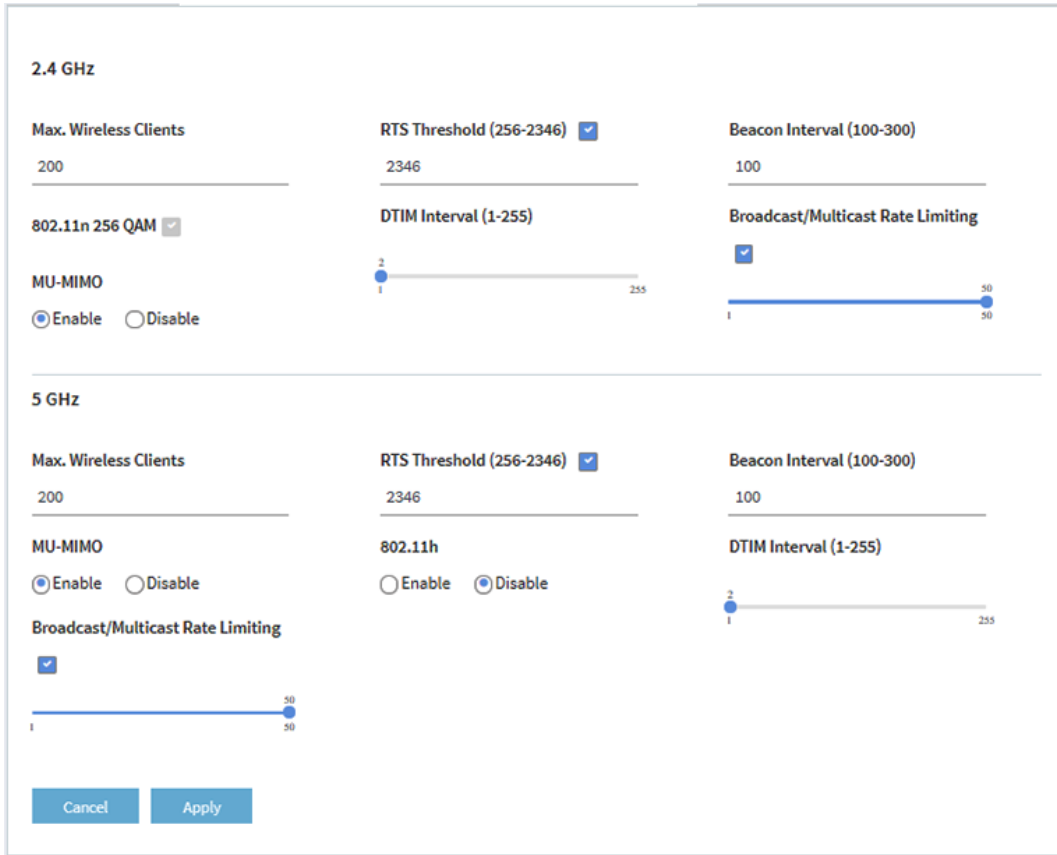 2.4 GHz
Max. Wireless Clients RTS Threshold (256-2346) Beacon Interval (100-300)
200 2346 100
802.11n 256 QAM DTIM Interval (1-255) Broadcast/Multicast Rate Limiting
2
1 255
MU-MIMO
50
1 50
Enable Disable
5 GHz
Max. Wireless Clients RTS Threshold (256-2346) Beacon Interval (100-300)
200 2346 100
MU-MIMO 802.11h DTIM Interval (1-255)
Enable Disable Enable Disable
2
1 255
Broadcast/Multicast Rate Limiting
50
1 50
Cancel Apply